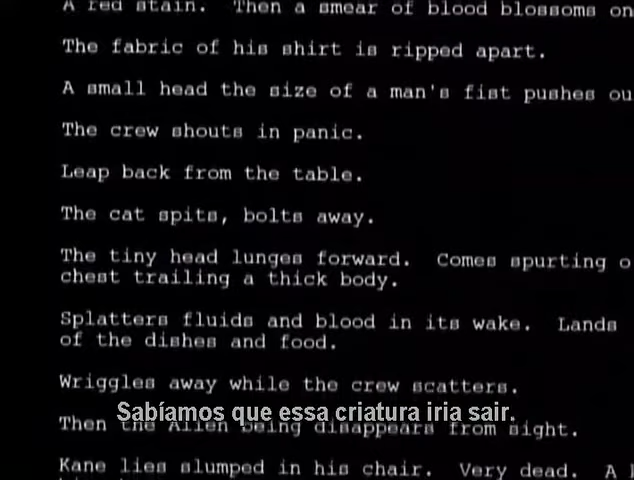 A red stain. Then a smear of blood blossoms on
The fabric of his shirt is ripped apart.
A small head the size of a man's fist pushes ou
The crew shouts in panic.
Leap back from the table.
The cat spits, bolts away.
The tiny head lunges forward. Comes spurting o
chest trailing a thick body.
Splatters fluids and blood in its wake. Lands
of the dishes and food.
Wriggles away while the crew scatters.
Sabíamos que essa criatura iria sair.
Then the Alien being disappears from sight.
Kane lies slumped in his chair. Very dead. A